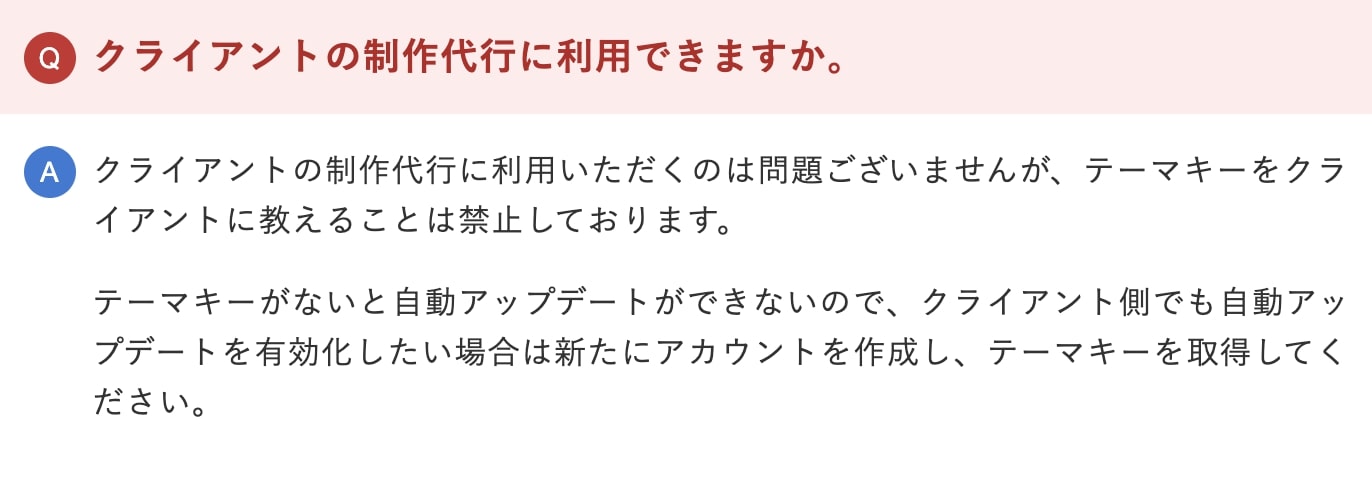 Q クライアントの制作代行に利用できますか。
A クライアントの制作代行に利用いただくのは問題ございませんが、テーマキーをクラ
イアントに教えることは禁止しております。
テーマキーがないと自動アップデートができないので、クライアント側でも自動アッ
プデートを有効化したい場合は新たにアカウントを作成し、テーマキーを取得してく
ださい。